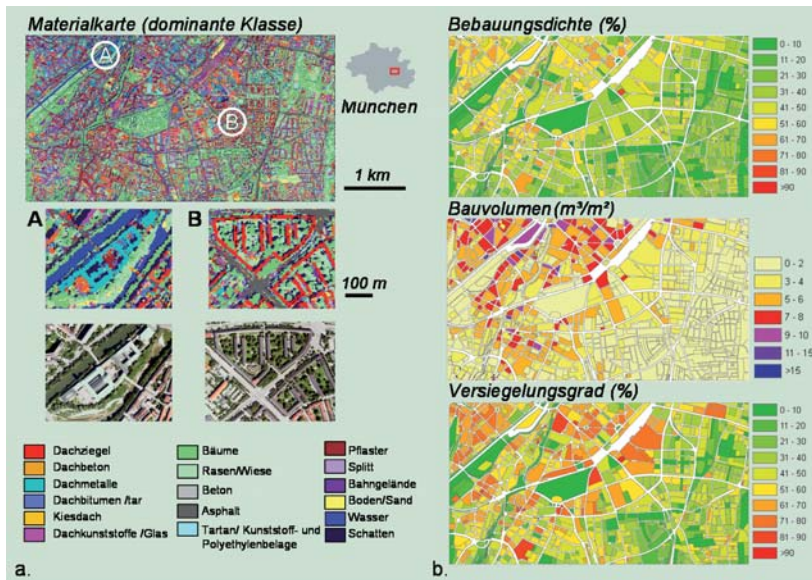 Materialkarte (dominante Klasse)
A
B
München
1 km
A
B
100 m
Dachziegel
Dachbeton
Dachmetalle
Dachbitumen /tar
Kiesdach
Dachkunststoffe /Glas
Bäume
Rasen/Wiese
Beton
Asphalt
Tartan/ Kunststoff- und
Polyethylenbelage
Pflaster
Splitt
Bahngelände
Boden/Sand
Wasser
Schatten
a.
Bebauungsdichte (%)
0 - 10
11 - 20
21 - 30
31 - 40
41 - 50
51 - 60
61 - 70
71 - 80
81 - 90
>90
Bauvolumen (m³/m²)
0 - 2
3 - 4
5 - 6
7 - 8
9 - 10
11 - 15
>15
Versiegelungsgrad (%)
0 - 10
11 - 20
21 - 30
31 - 40
41 - 50
51 - 60
61 - 70
71 - 80
81 - 90
>90
b.